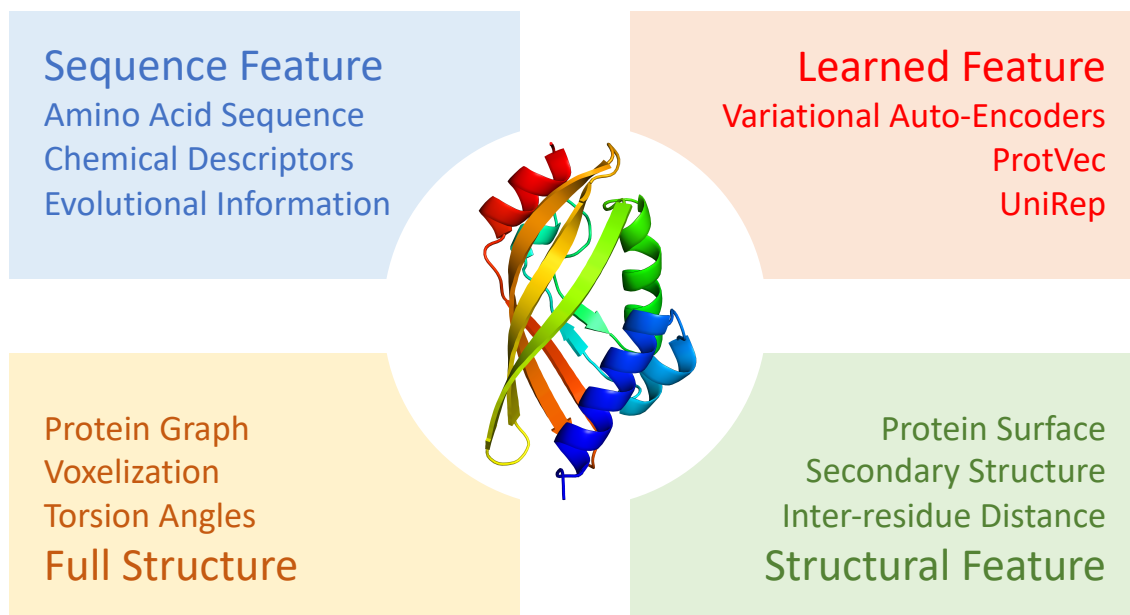 Sequence Feature
Amino Acid Sequence
Chemical Descriptors
Evolutional Information
Learned Feature
Variational Auto-Encoders
ProtVec
UniRep
Protein Graph
Voxelization
Torsion Angles
Full Structure
Protein Surface
Secondary Structure
Inter-residue Distance
Structural Feature